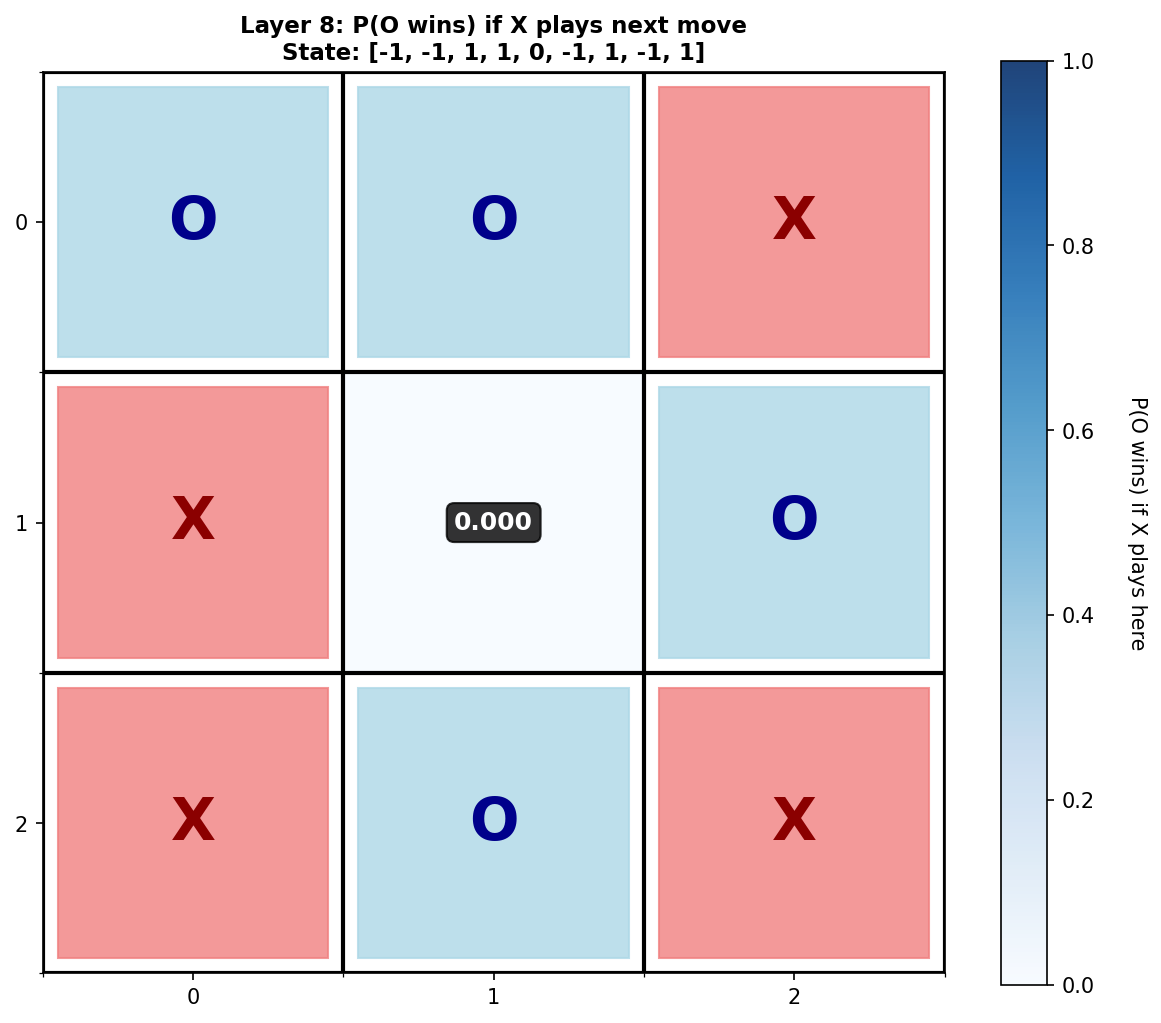 Layer 8: P(O wins) if X plays next move
State: [-1, -1, 1, 1, 0, -1, 1, -1, 1]
0
O
O
X
1
X
0.000
O
2
X
O
X
0
1
2
1.0
0.8
0.6
0.4
0.2
0.0
P(O wins) if X plays here